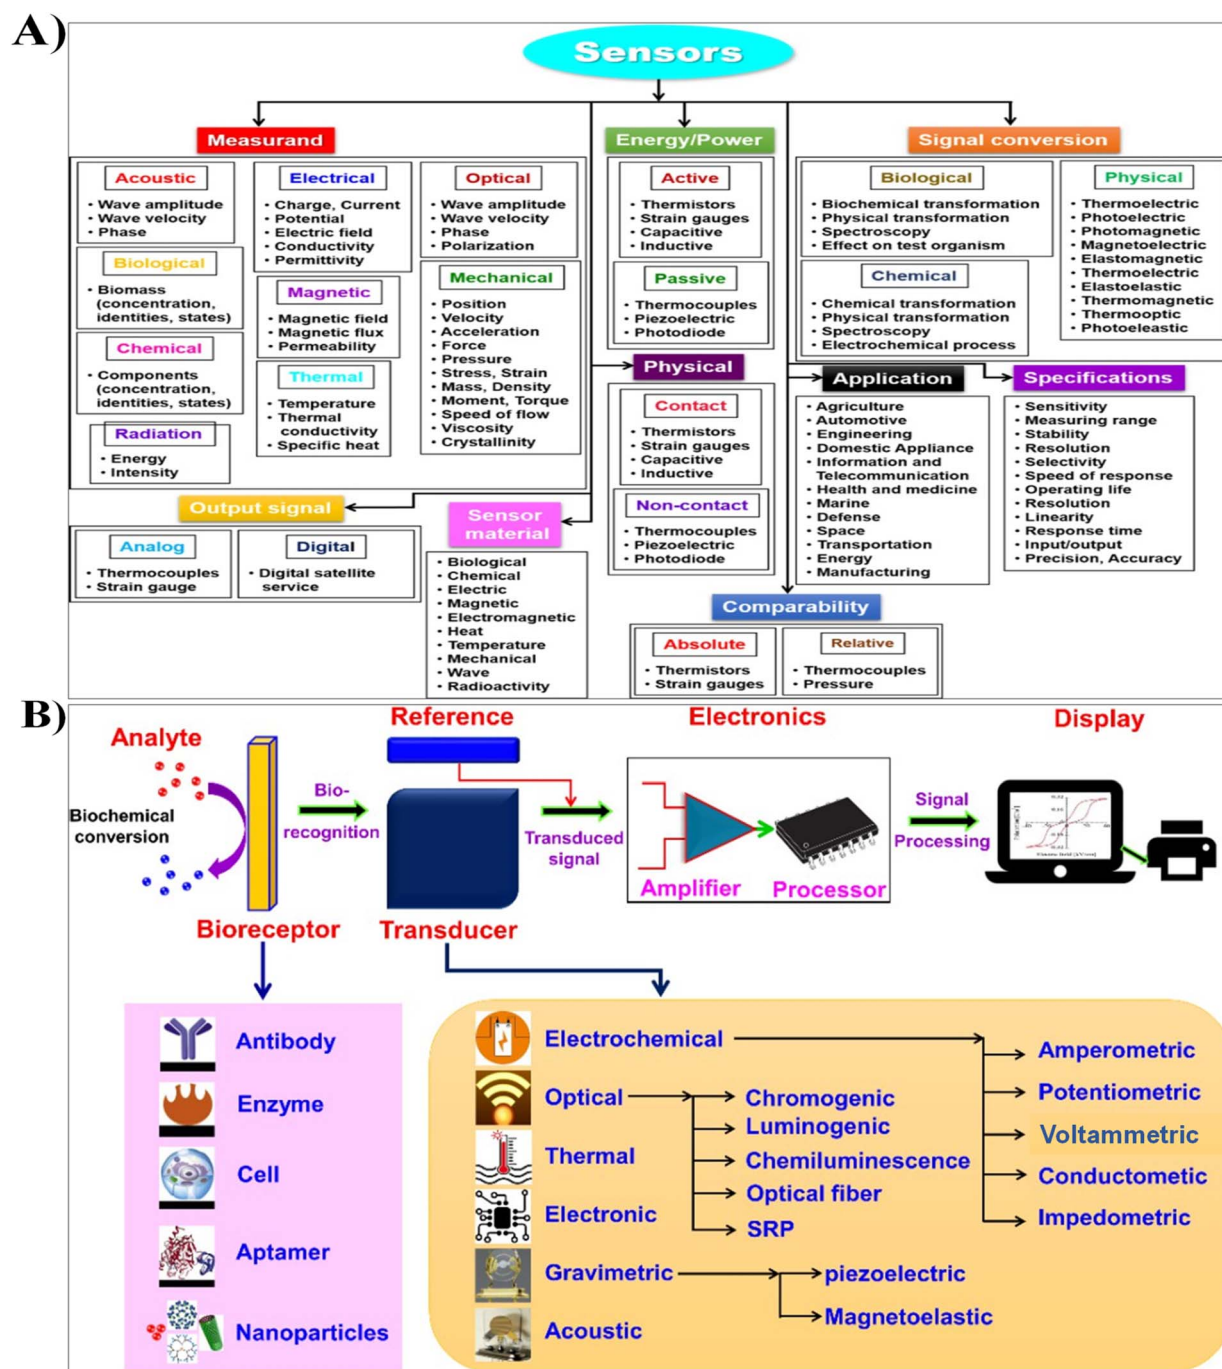 A)
Sensors
Measurand
Acoustic
• Wave amplitude
• Wave velocity
• Phase
Biological
• Biomass
(concentration,
identities, states)
Chemical
• Components
(concentration,
identities, states)
Radiation
• Energy
• Intensity
Electrical
• Charge, Current
• Potential
• Electric field
• Conductivity
• Permittivity
Magnetic
• Magnetic field
• Magnetic flux
• Permeability
Thermal
• Temperature
• Thermal
conductivity
• Specific heat
Optical
• Wave amplitude
• Wave velocity
• Phase
• Polarization
Mechanical
• Position
• Velocity
• Acceleration
• Force
• Pressure
• Stress, Strain
• Mass, Density
• Moment, Torque
• Speed of flow
• Viscosity
• Crystallinity
Energy/Power
Active
• Thermistors
• Strain gauges
• Capacitive
• Inductive
Passive
• Thermocouples
• Piezoelectric
• Photodiode
Signal conversion
Biological
• Biochemical transformation
• Physical transformation
• Spectroscopy
• Effect on test organism
Chemical
• Chemical transformation
• Physical transformation
• Spectroscopy
• Electrochemical process
Physical
• Thermoelectric
• Photoelectric
• Photomagnetic
• Magnetoelectric
• Elastomagnetic
• Thermoelectric
• Elastoelastic
• Thermomagnetic
• Thermooptic
• Photoeleastic
Physical
Contact
• Thermistors
• Strain gauges
• Capacitive
• Inductive
Non-contact
• Thermocouples
• Piezoelectric
• Photodiode
Application
• Agriculture
• Automotive
• Engineering
• Domestic Appliance
• Information and
Telecommunication
• Health and medicine
• Marine
• Defense
• Space
• Transportation
• Energy
• Manufacturing
Specifications
• Sensitivity
• Measuring range
• Stability
• Resolution
• Selectivity
• Speed of response
• Operating life
• Resolution
• Linearity
• Response time
• Input/output
• Precision, Accuracy
Output signal
Analog
• Thermocouples
• Strain gauge
Digital
• Digital satellite
service
Sensor
material
• Biological
• Chemical
• Electric
• Magnetic
• Electromagnetic
• Heat
• Temperature
• Mechanical
• Wave
• Radioactivity
Comparability
Absolute
• Thermistors
• Strain gauges
Relative
• Thermocouples
• Pressure
B)
Analyte
Biochemical
conversion
Bioreceptor
Bio-
recognition
Reference
Transducer
Transduced
signal
Electronics
Amplifier
Processor
Signal
Processing
Display
Antibody
Enzyme
Cell
Aptamer
Nanoparticles
Electrochemical
Optical
Thermal
Electronic
Gravimetric
Acoustic
Chromogenic
Luminogenic
Chemiluminescence
Optical fiber
SRP
piezoelectric
Magnetoelastic
Amperometric
Potentiometric
Voltammetric
Conductometic
Impedometric